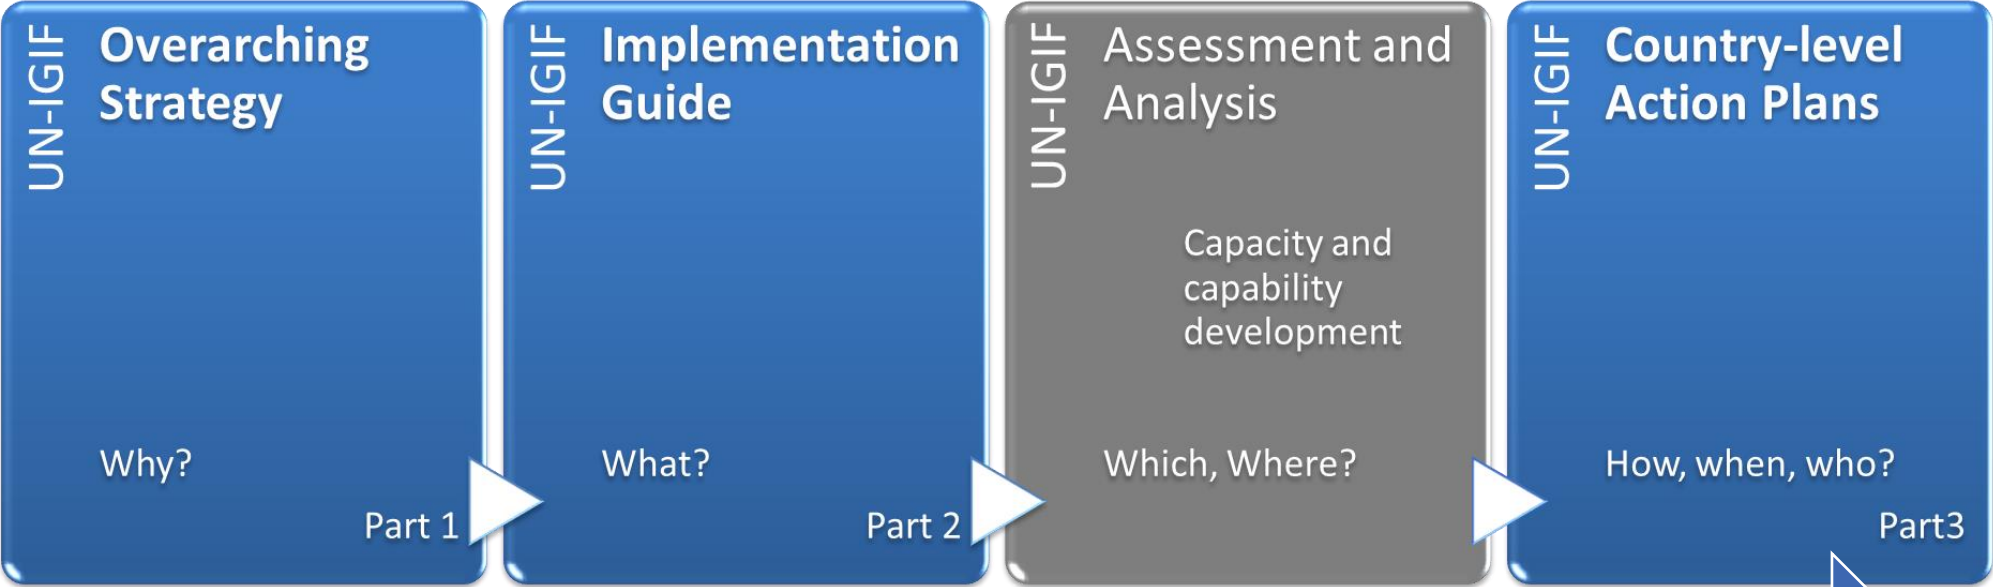 UN-IGIF
Overarching
Strategy
Why?
Part 1
UN-IGIF
Implementation
Guide
What?
Part 2
UN-IGIF
Assessment and
Analysis
Capacity and
capability
development
Which, Where?
UN-IGIF
Country-level
Action Plans
How, when, who?
Part3